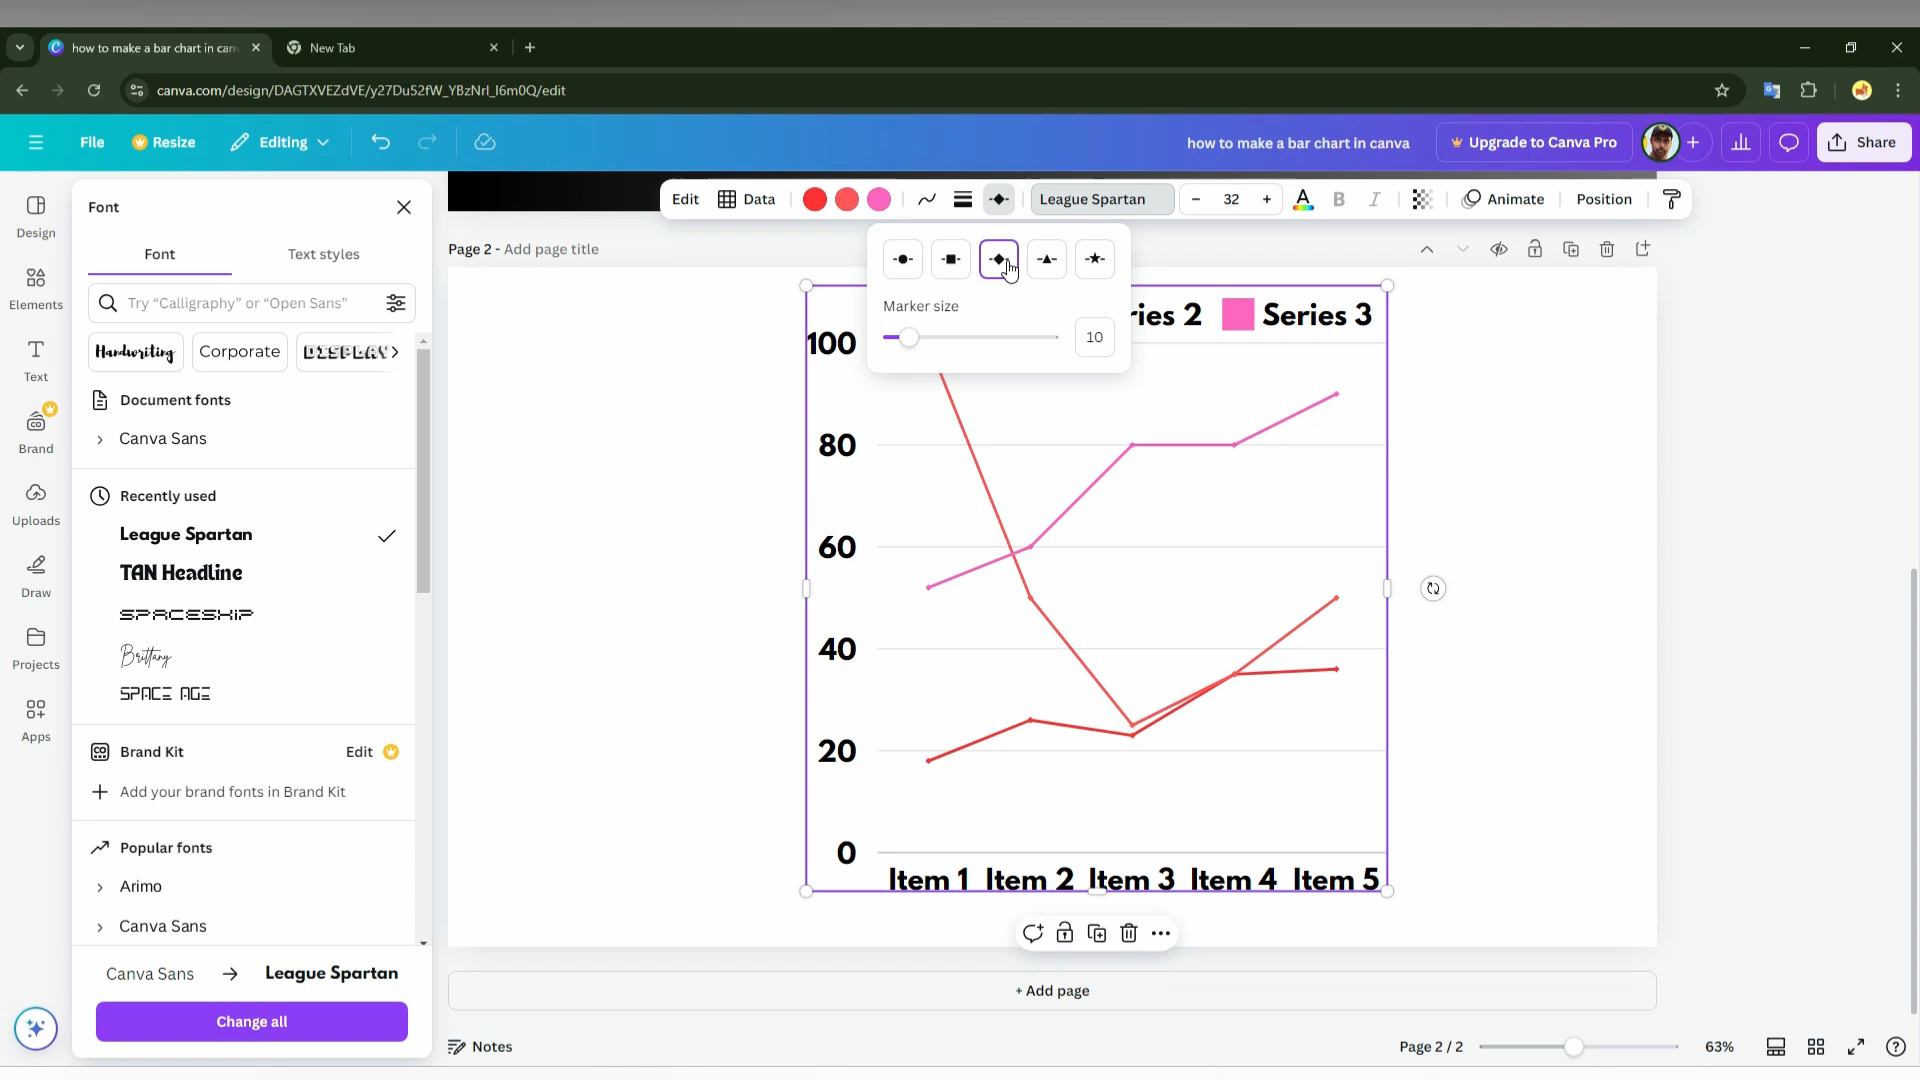 how to make a bar chart in can
New Tab
canva.com/design/DAGTXVEZdVE/y27Du52fW_YBzNrI_I6m0Q/edit
File
Resize
Editing
how to make a bar chart in canva
Upgrade to Canva Pro
Share
Design
Elements
Text
Brand
Uploads
Draw
Projects
Apps
Font
Font
Text styles
Try “Calligraphy” or “Open Sans”
Handwriting
Corporate
DISPLAY
Document fonts
Canva Sans
Recently used
League Spartan
TAN Headline
SPACESHIP
Brittany
SPACE AGE
Brand Kit
Edit
Add your brand fonts in Brand Kit
Popular fonts
Arimo
Canva Sans
Canva Sans → League Spartan
Change all
Edit
Data
League Spartan
− 32 +
A B I
Animate
Position
Page 2 - Add page title
Marker size
10
ries 2
Series 3
100
80
60
40
20
0
Item 1 Item 2 Item 3 Item 4 Item 5
+ Add page
Notes
Page 2 / 2
63%